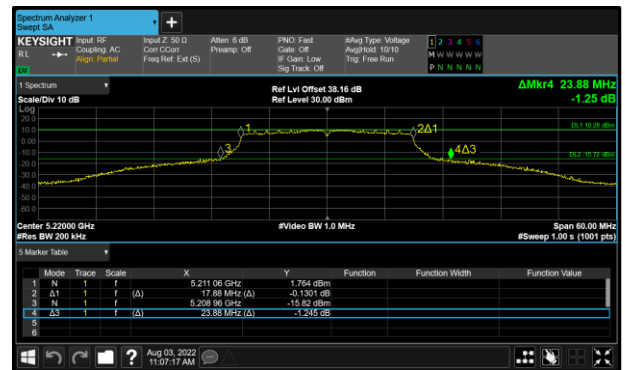 Spectrum Analyzer 1
Swept SA
+
KEYSIGHT Input: RF Input Z: 50 Ω Atten: 6 dB PNO: Fast #Avg Type: Voltage 1 2 3 4 5 6
RL Coupling: AC Corr CCorr Preamp: Off Gate: Off Avg|Hold: 10/10 M W W W W W
Align: Partial Freq Ref: Ext (S) IF Gain: Low Trig: Free Run P N N N N N
LXI Sig Track: Off
1 Spectrum Ref Lvl Offset 38.16 dB ΔMkr4 23.88 MHz
Scale/Div 10 dB Ref Level 30.00 dBm -1.25 dB
Log
20.0
10.0 1 2Δ1 DL1 10.28 dBm
0.00
-10.0 3 4Δ3 DL2 -15.72 dBm
-20.0
-30.0
-40.0
-50.0
-60.0
Center 5.22000 GHz #Video BW 1.0 MHz Span 60.00 MHz
#Res BW 200 kHz #Sweep 1.00 s (1001 pts)
5 Marker Table
Mode Trace Scale X Y Function Function Width Function Value
1 N 1 f 5.211 06 GHz 1.764 dBm
2 Δ1 1 f (Δ) 17.88 MHz (Δ) -0.1301 dB
3 N 1 f 5.208 96 GHz -15.82 dBm
4 Δ3 1 f (Δ) 23.88 MHz (Δ) -1.245 dB
5
6
? Aug 03, 2022
11:07:17 AM